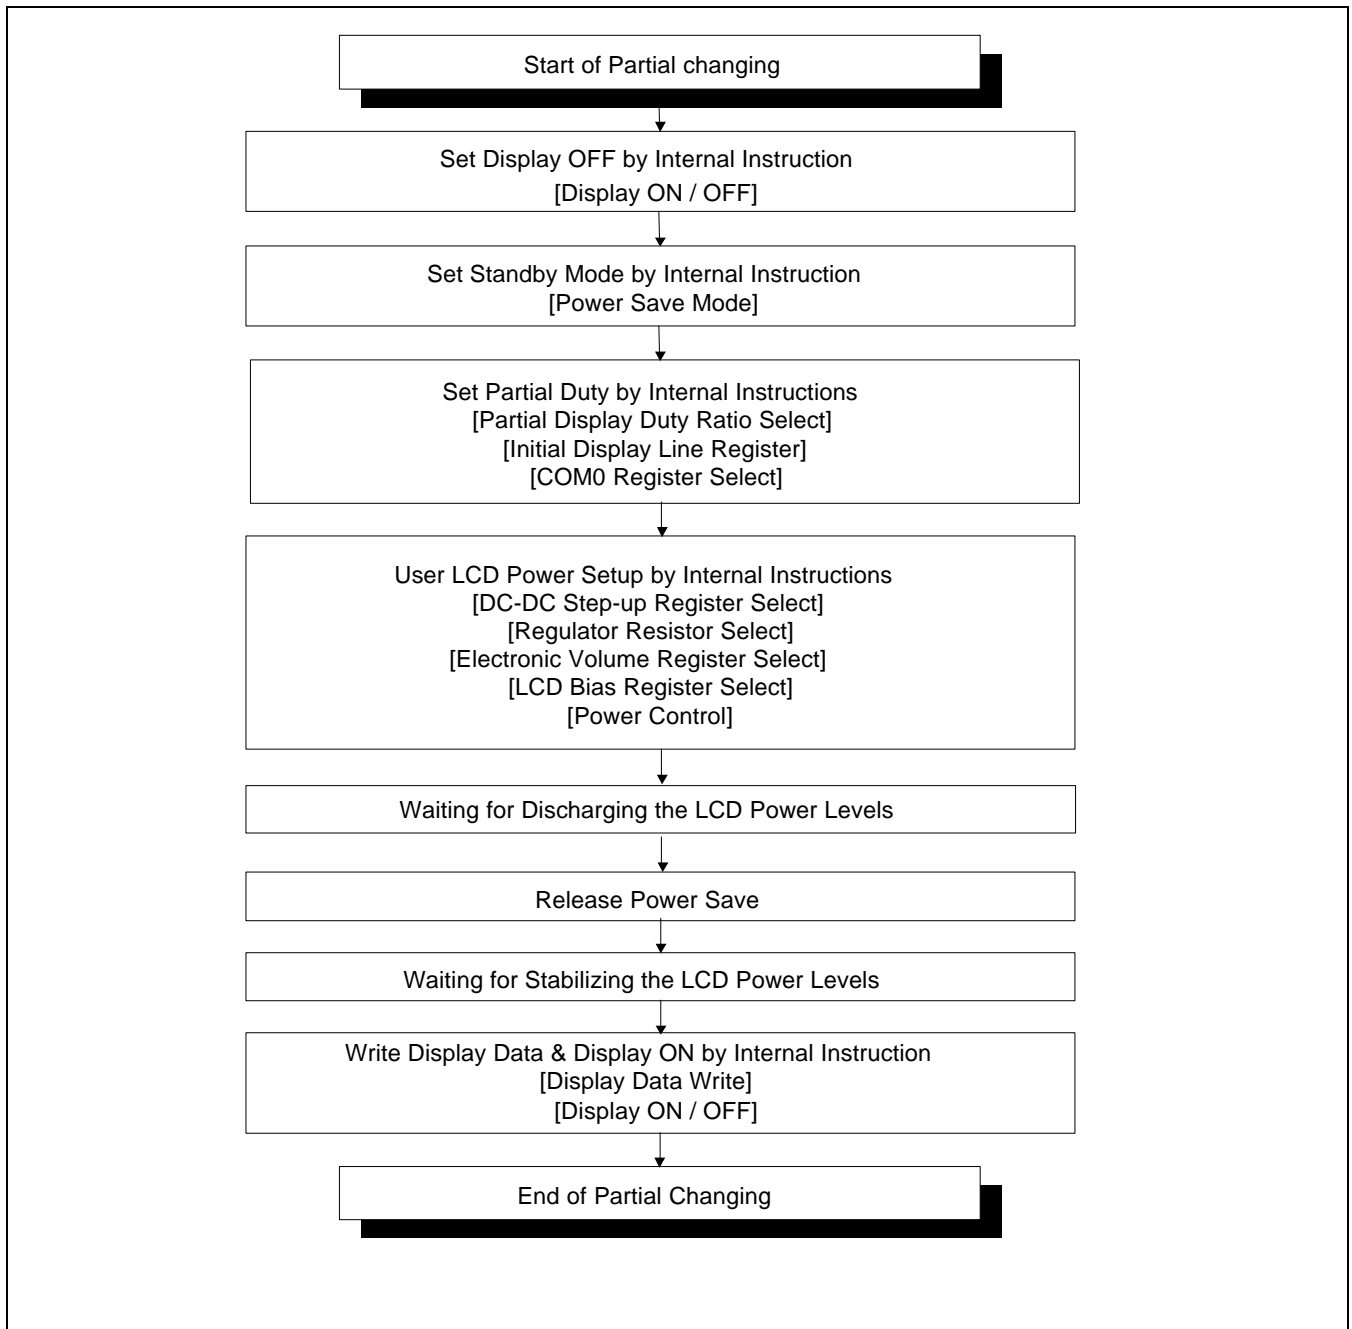 Start of Partial changing
Set Display OFF by Internal Instruction
[Display ON / OFF]
Set Standby Mode by Internal Instruction
[Power Save Mode]
Set Partial Duty by Internal Instructions
[Partial Display Duty Ratio Select]
[Initial Display Line Register]
[COM0 Register Select]
User LCD Power Setup by Internal Instructions
[DC-DC Step-up Register Select]
[Regulator Resistor Select]
[Electronic Volume Register Select]
[LCD Bias Register Select]
[Power Control]
Waiting for Discharging the LCD Power Levels
Release Power Save
Waiting for Stabilizing the LCD Power Levels
Write Display Data & Display ON by Internal Instruction
[Display Data Write]
[Display ON / OFF]
End of Partial Changing